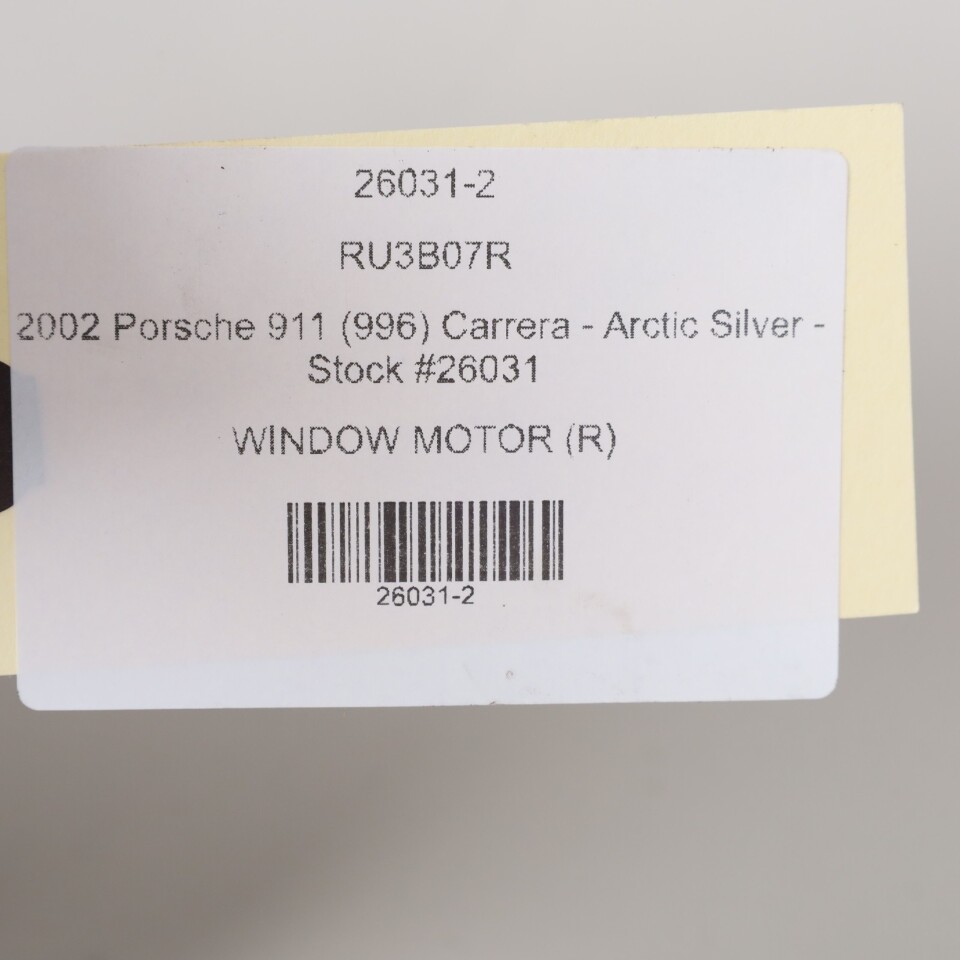 26031-2
RU3B07R
2002 Porsche 911 (996) Carrera - Arctic Silver -
Stock #26031
WINDOW MOTOR (R)
26031-2